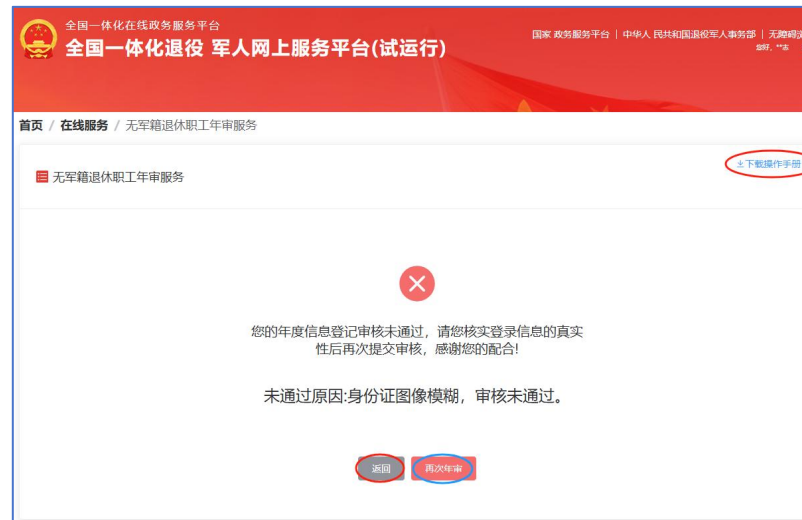 全国一体化在线政务服务平台
全国一体化退役 军人网上服务平台(试运行)
国家 政务服务平台 | 中华人 民共和国退役军人事务部 | 无障碍浏
您好, **志
首页 / 在线服务 / 无军籍退休职工年审服务
下载操作手册
无军籍退休职工年审服务
您的年度信息登记审核未通过，请您核实登录信息的真实
性后再次提交审核，感谢您的配合!
未通过原因:身份证图像模糊，审核未通过。
返回 再次年审